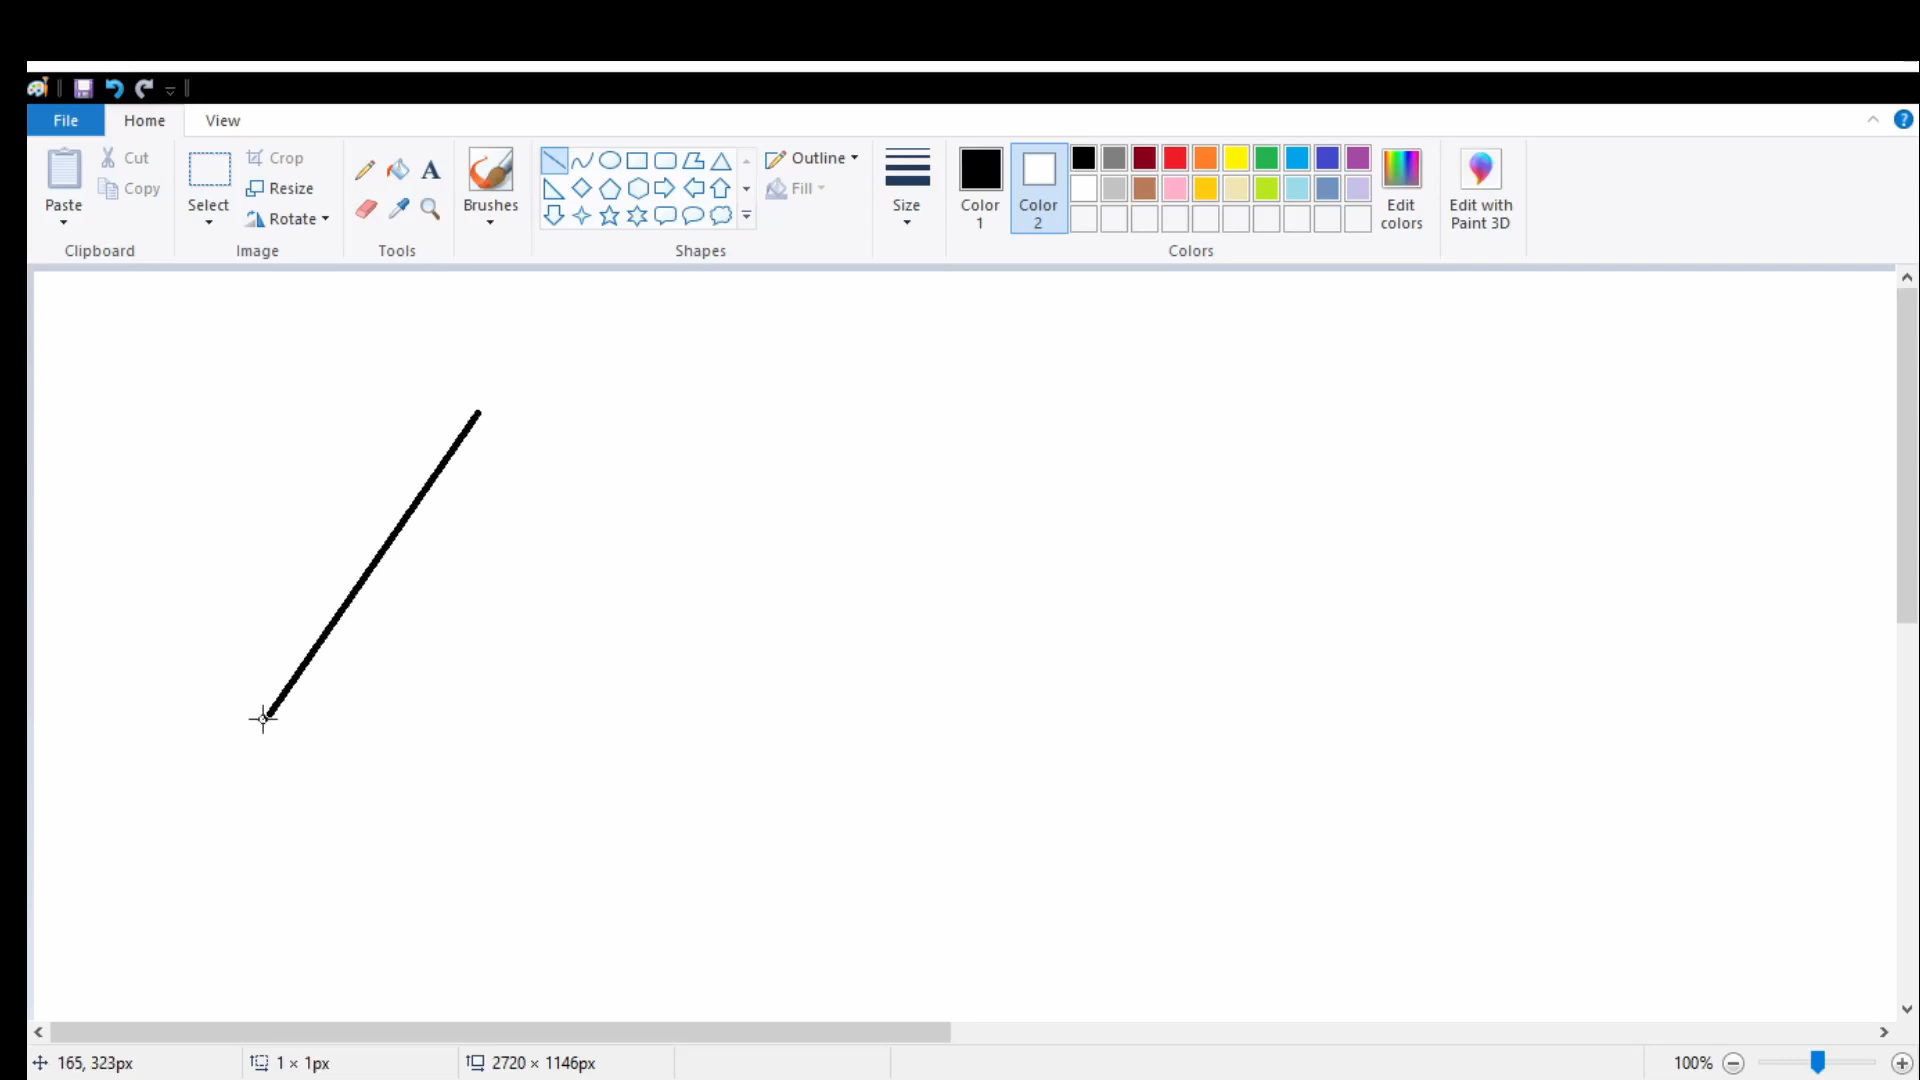 File Home View
Paste Cut Copy
Clipboard
Select Crop Resize Rotate
Image
A
Tools
Brushes
Outline Fill
Shapes
Size
Color 1
Color 2
Edit colors
Colors
Edit with Paint 3D
?
165, 323px
1 × 1px
2720 × 1146px
100%